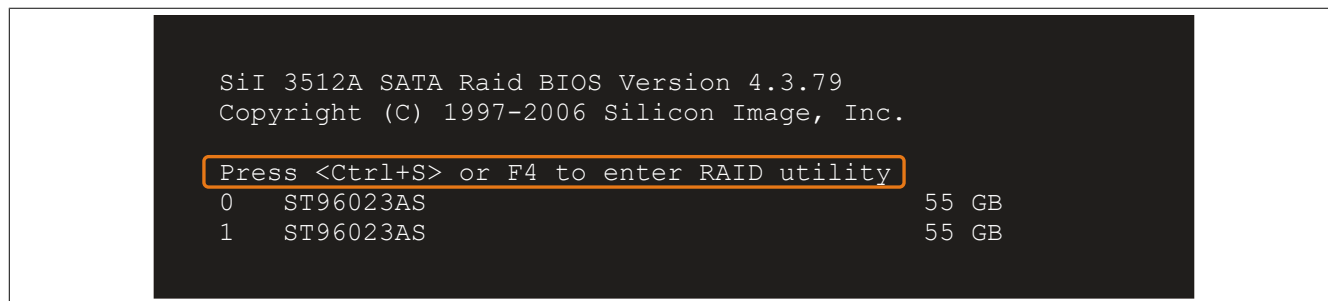 SiI 3512A SATA Raid BIOS Version 4.3.79
Copyright (C) 1997-2006 Silicon Image, Inc.
Press <Ctrl+S> or F4 to enter RAID utility
0 ST96023AS 55 GB
1 ST96023AS 55 GB